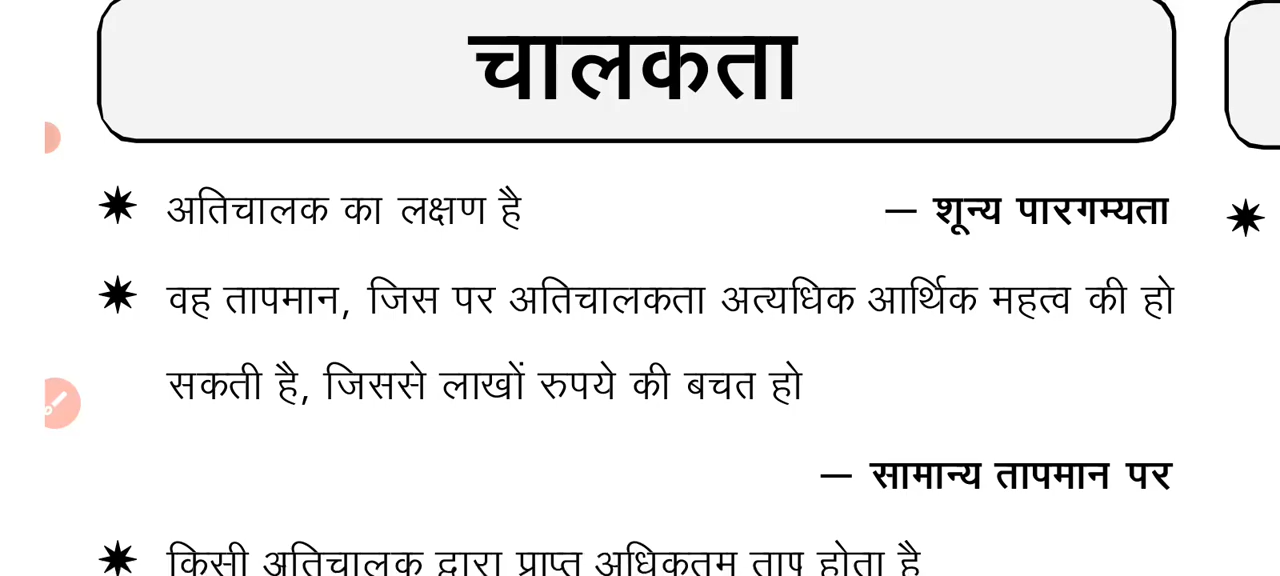 चालकता
✷ अतिचालक का लक्षण है — शून्य पारगम्यता
✷ वह तापमान, जिस पर अतिचालकता अत्यधिक आर्थिक महत्व की हो
सकती है, जिससे लाखों रुपये की बचत हो
— सामान्य तापमान पर
✷ किसी अतिचालक द्वारा प्राप्त अधिकतम ताप होता है